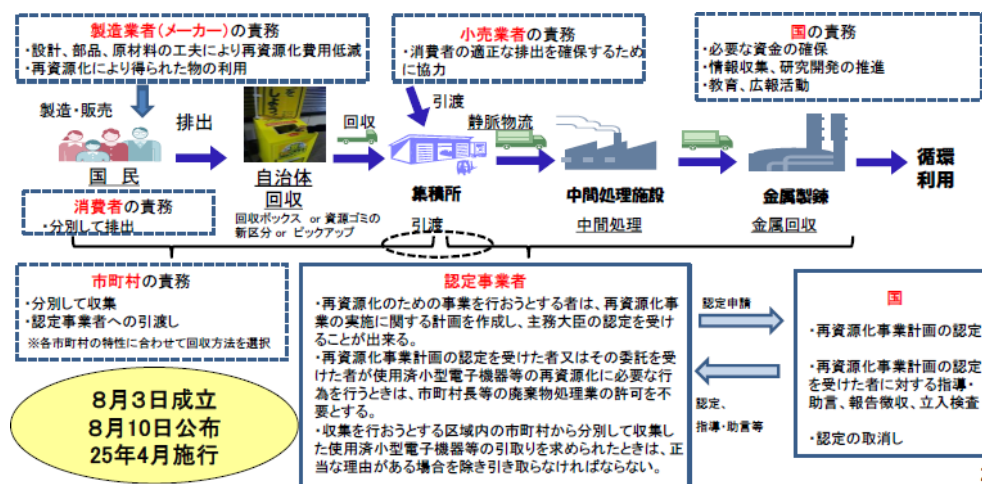 製造業者(メーカー)の責務
・設計、部品、原材料の工夫により再資源化費用低減
・再資源化により得られた物の利用
小売業者の責務
・消費者の適正な排出を確保するため
に協力
国の責務
・必要な資金の確保
・情報収集、研究開発の推進
・教育、広報活動
製造・販売
排出
回収
引渡
静脈物流
国 民
自治体
回収
回収ボックス or 資源ゴミの
新区分 or ピックアップ
集積所
引渡
中間処理施設
中間処理
金属製錬
金属回収
循環
利用
消費者の責務
・分別して排出
市町村の責務
・分別して収集
・認定事業者への引渡し
※各市町村の特性に合わせて回収方法を選択
8月3日成立
8月10日公布
25年4月施行
認定事業者
・再資源化のための事業を行おうとする者は、再資源化事
業の実施に関する計画を作成し、主務大臣の認定を受け
ることが出来る。
・再資源化事業計画の認定を受けた者又はその委託を受
けた者が使用済小型電子機器等の再資源化に必要な行
為を行うときは、市町村長等の廃棄物処理業の許可を不
要とする。
・収集を行おうとする区域内の市町村から分別して収集し
た使用済小型電子機器等の引取りを求められたときは、正
当な理由がある場合を除き引き取らなければならない。
認定申請
認定、
指導・助言等
国
・再資源化事業計画の認定
・再資源化事業計画の認定
を受けた者に対する指導・
助言、報告徴収、立入検査
・認定の取消し